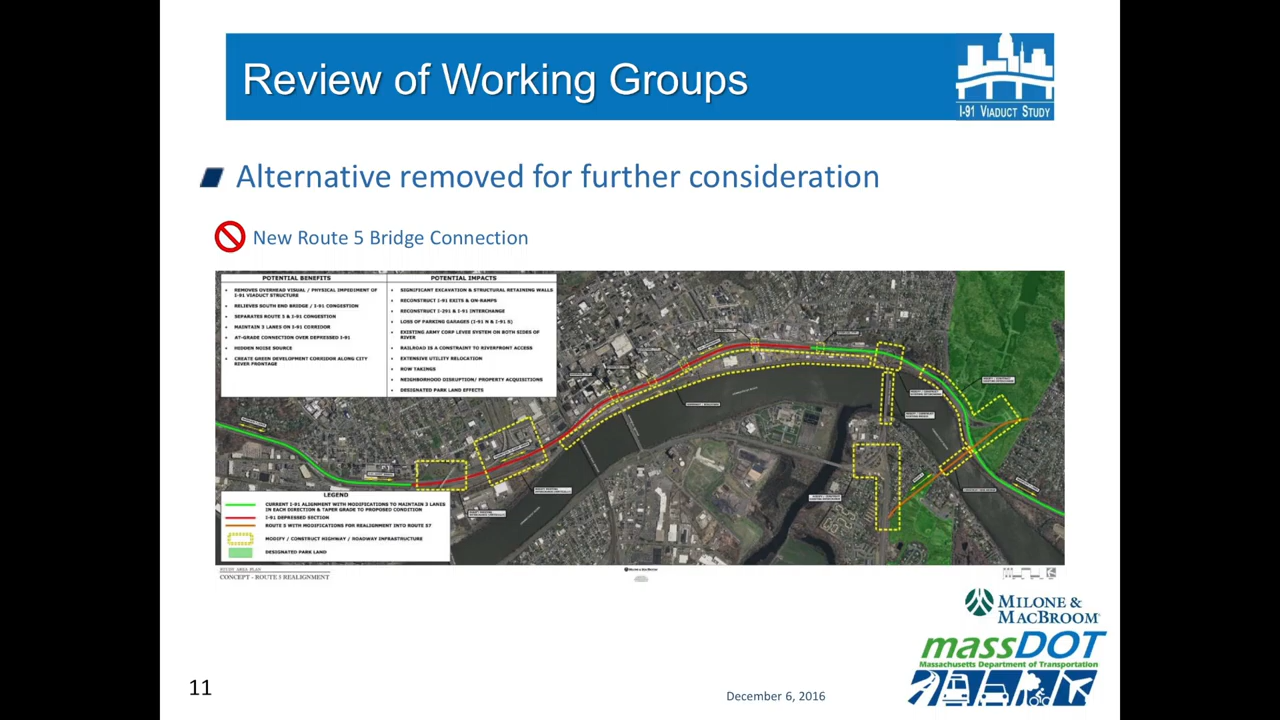 Review of Working Groups
I-91 VIADUCT STUDY
Alternative removed for further consideration
New Route 5 Bridge Connection
POTENTIAL BENEFITS
REMOVES OVERHEAD VISUAL / PHYSICAL IMPEDIMENT OF
I-91 VIADUCT STRUCTURE
RELIEVES SOUTH END BRIDGE / I-91 CONGESTION
SEPARATES ROUTE 5 & I-91 CONGESTION
MAINTAIN 3 LANES ON I-91 CORRIDOR
AT-GRADE CONNECTION OVER DEPRESSED I-91
HIDDEN NOISE SOURCE
CREATE GREEN DEVELOPMENT CORRIDOR ALONG CITY
RIVER FRONTAGE
POTENTIAL IMPACTS
SIGNIFICANT EXCAVATION & STRUCTURAL RETAINING WALLS
RECONSTRUCT I-91 EXITS & ON-RAMPS
RECONSTRUCT I-291 & I-91 INTERCHANGE
LOSS OF PARKING GARAGES (I-91 N & I-91 S)
EXISTING ARMY CORP LEVEE SYSTEM ON BOTH SIDES OF
RIVER
RAILROAD IS A CONSTRAINT TO RIVERFRONT ACCESS
EXTENSIVE UTILITY RELOCATION
ROW TAKINGS
NEIGHBORHOOD DISRUPTION/ PROPERTY ACQUISITIONS
DESIGNATED PARK LAND EFFECTS
LEGEND
CURRENT I-91 ALIGNMENT WITH MODIFICATIONS TO MAINTAIN 3 LANES
IN EACH DIRECTION & TAPER GRADE TO PROPOSED CONDITION
I-91 DEPRESSED SECTION
ROUTE 5 WITH MODIFICATIONS FOR REALIGNMENT INTO ROUTE 57
MODIFY / CONSTRUCT HIGHWAY / ROADWAY INFRASTRUCTURE
DESIGNATED PARK LAND
STUDY AREA PLAN
CONCEPT - ROUTE 5 REALIGNMENT
MILONE & MACBROOM
MILONE &
MACBROOM
massDOT
Massachusetts Department of Transportation
11
December 6, 2016